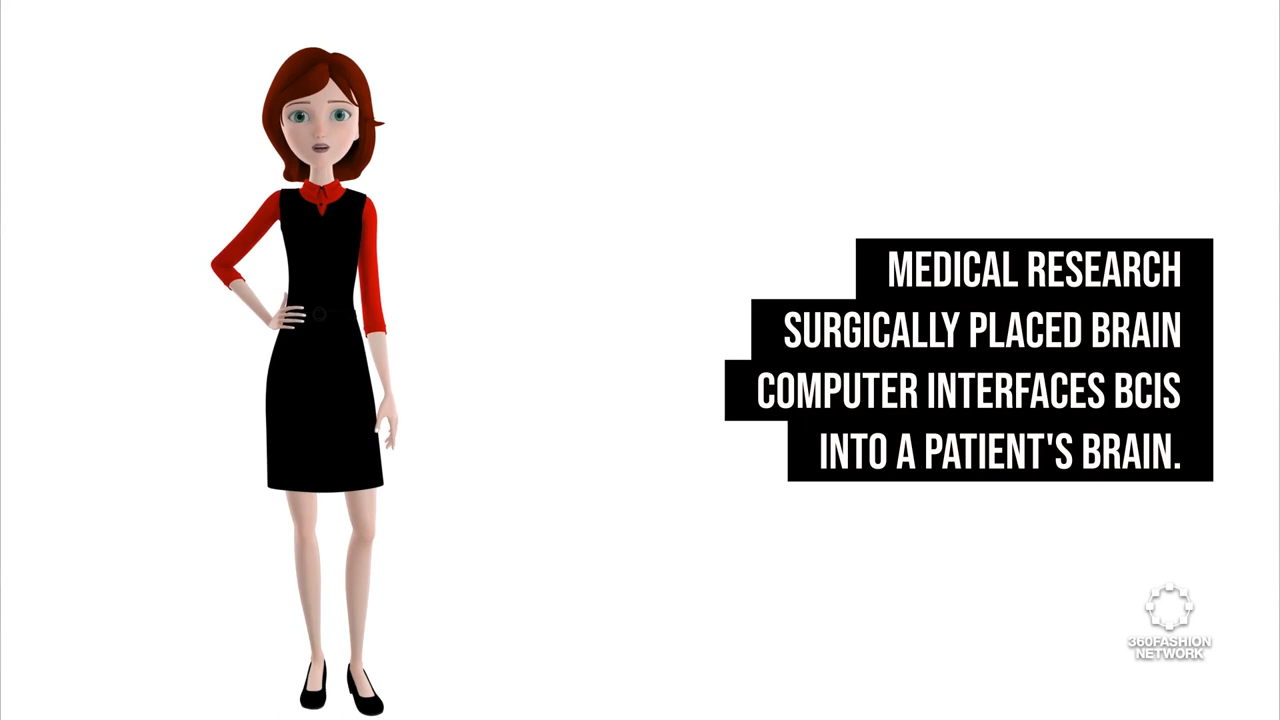 MEDICAL RESEARCH
SURGICALLY PLACED BRAIN
COMPUTER INTERFACES BCIS
INTO A PATIENT'S BRAIN.
360FASHION
NETWORK